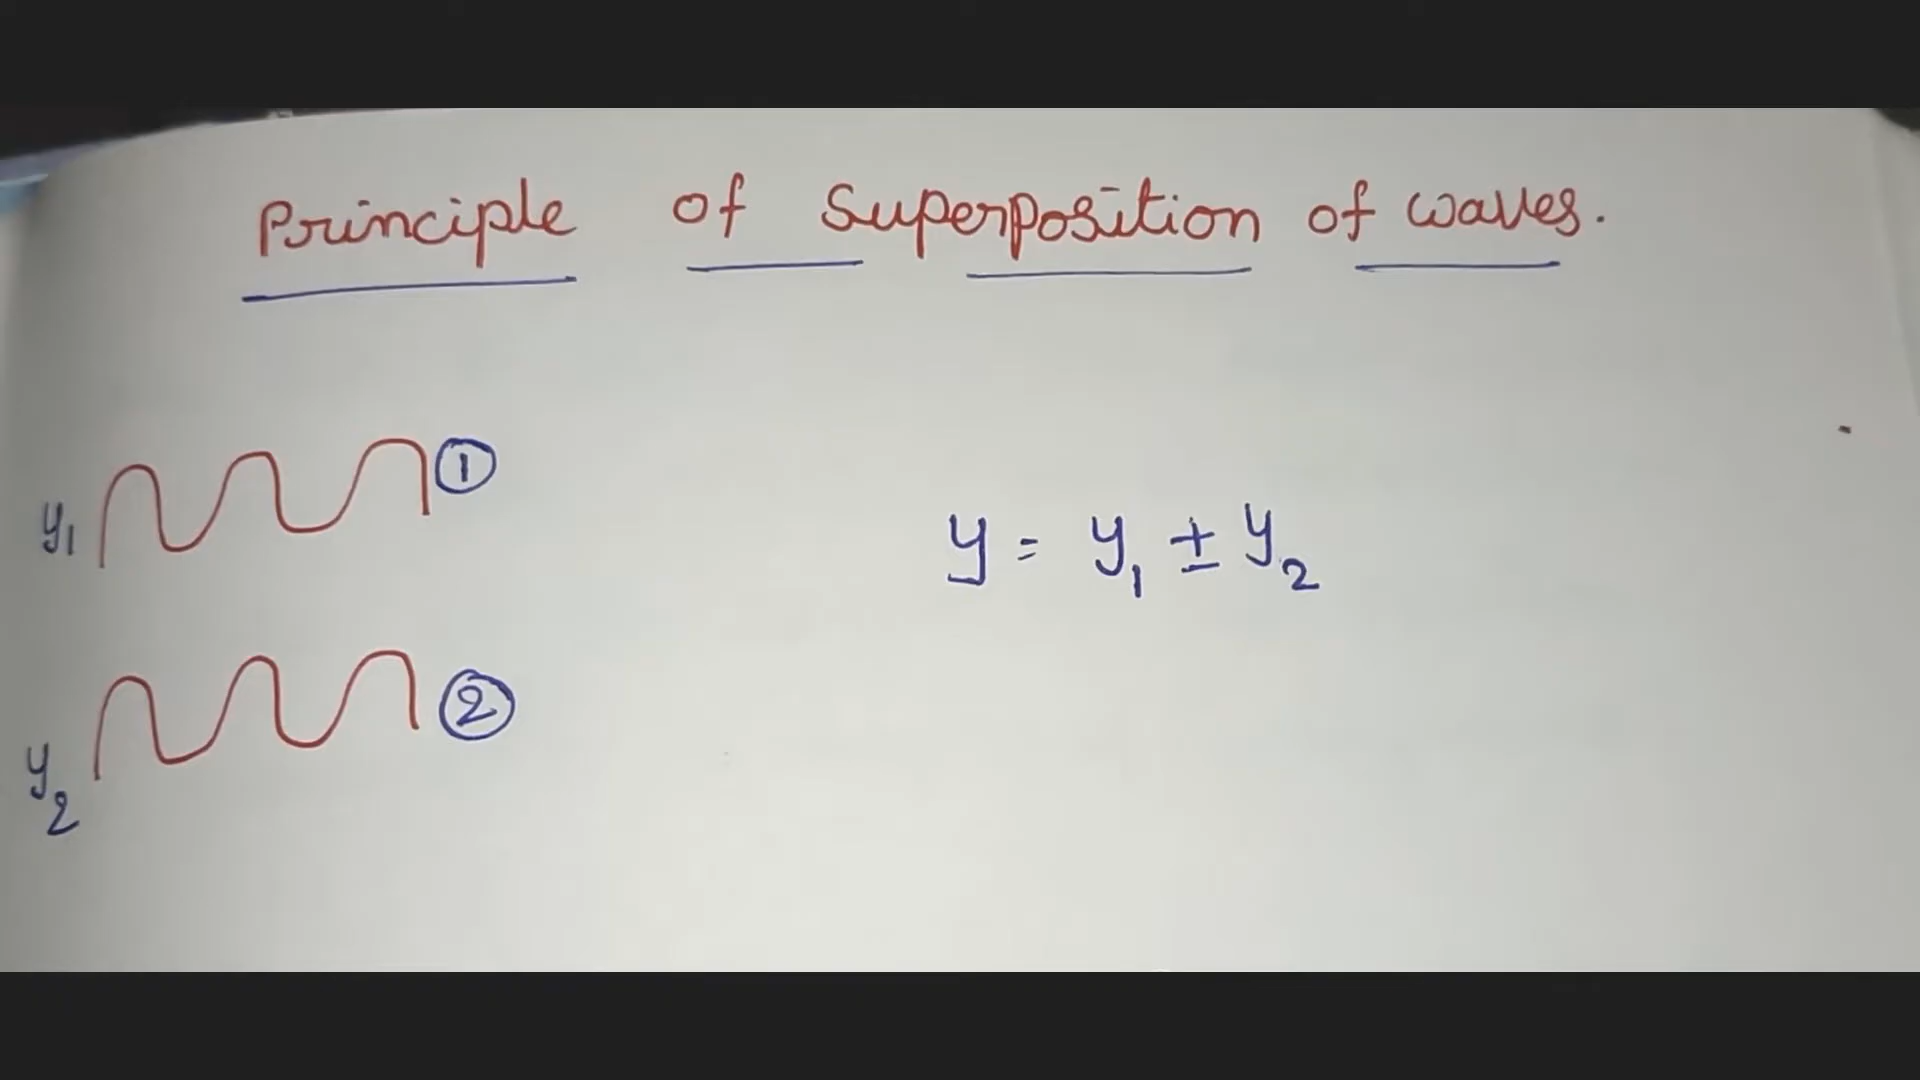 Principle of Superposition of waves.
y₁ ①
y = y₁ ± y₂
y₂ ②